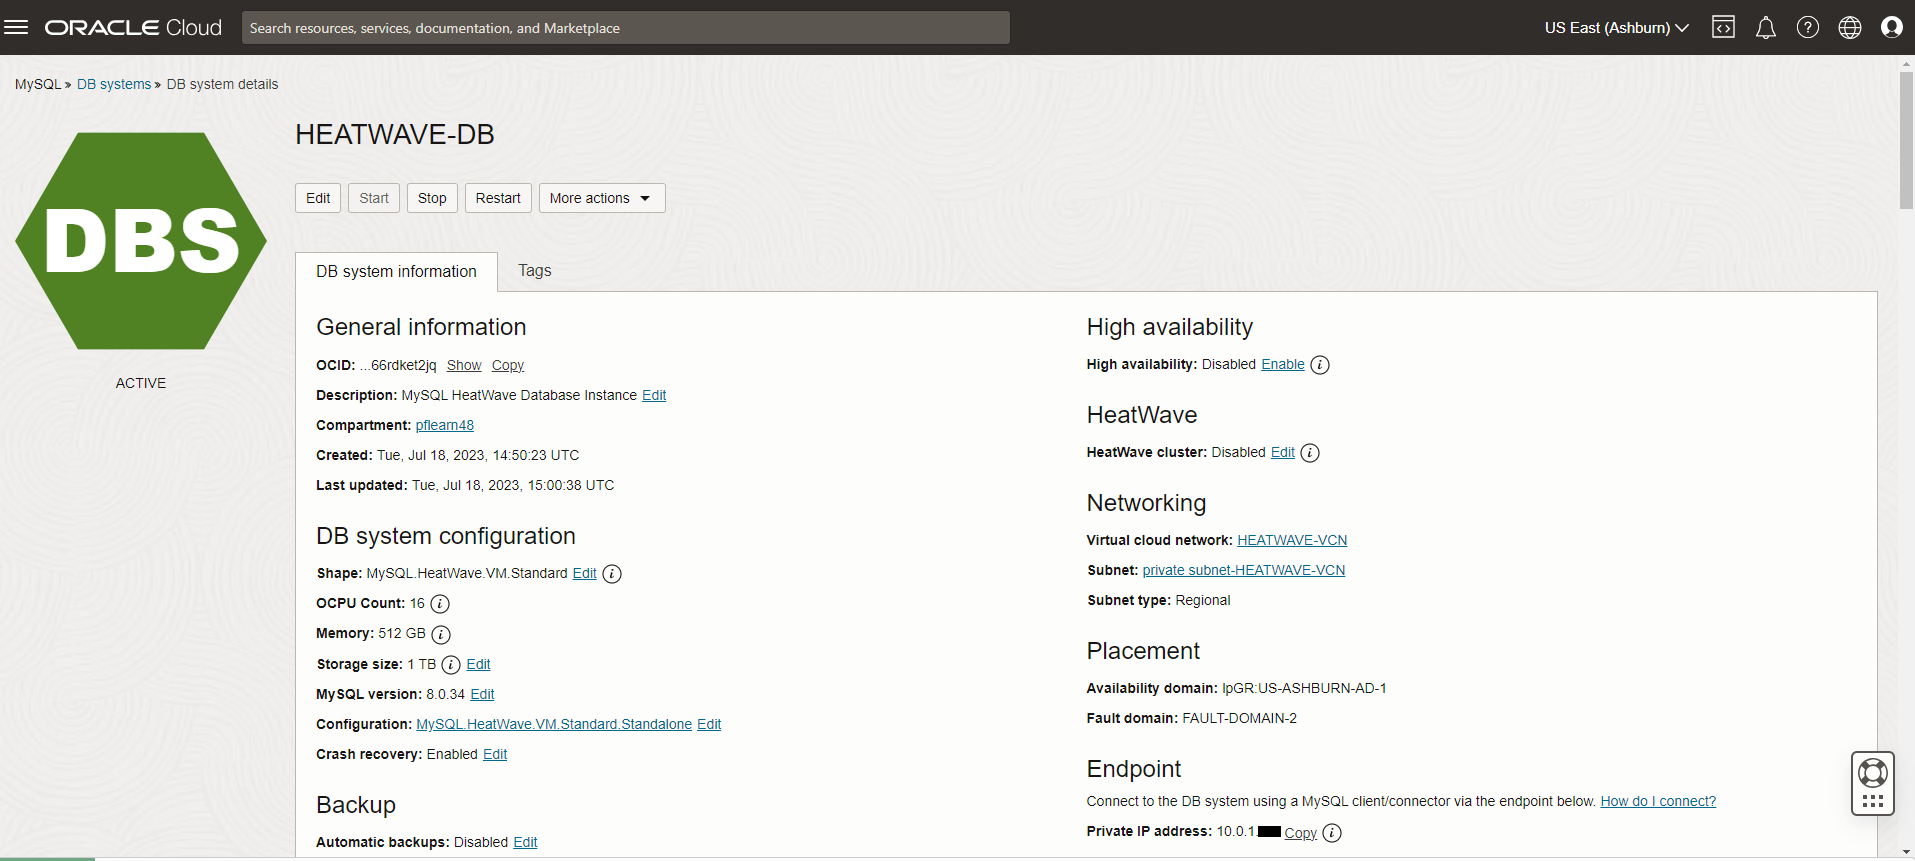 ORACLE Cloud
Search resources, services, documentation, and Marketplace
US East (Ashburn)
MySQL » DB systems » DB system details
DBS
ACTIVE
HEATWAVE-DB
Edit Start Stop Restart More actions
DB system information Tags
General information
OCID: ...66rdket2jq Show Copy
Description: MySQL HeatWave Database Instance Edit
Compartment: pflearn48
Created: Tue, Jul 18, 2023, 14:50:23 UTC
Last updated: Tue, Jul 18, 2023, 15:00:38 UTC
DB system configuration
Shape: MySQL.HeatWave.VM.Standard Edit i
OCPU Count: 16 i
Memory: 512 GB i
Storage size: 1 TB i Edit
MySQL version: 8.0.34 Edit
Configuration: MySQL.HeatWave.VM.Standard.Standalone Edit
Crash recovery: Enabled Edit
Backup
Automatic backups: Disabled Edit
High availability
High availability: Disabled Enable i
HeatWave
HeatWave cluster: Disabled Edit i
Networking
Virtual cloud network: HEATWAVE-VCN
Subnet: private subnet-HEATWAVE-VCN
Subnet type: Regional
Placement
Availability domain: IpGR:US-ASHBURN-AD-1
Fault domain: FAULT-DOMAIN-2
Endpoint
Connect to the DB system using a MySQL client/connector via the endpoint below. How do I connect?
Private IP address: 10.0.1. Copy i